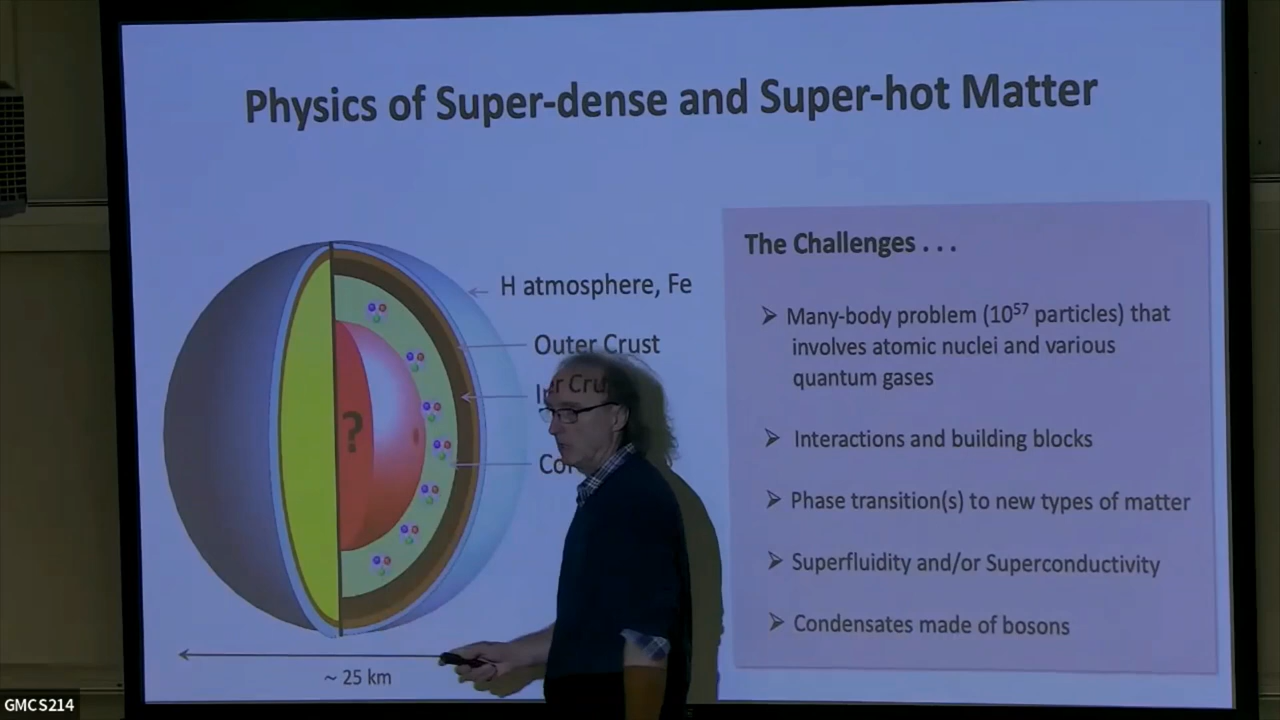 Physics of Super-dense and Super-hot Matter
H atmosphere, Fe
Outer Crust
?
~ 25 km
The Challenges . . .
➢ Many-body problem (10⁵⁷ particles) that
involves atomic nuclei and various
quantum gases
➢ Interactions and building blocks
➢ Phase transition(s) to new types of matter
➢ Superfluidity and/or Superconductivity
➢ Condensates made of bosons
GMCS214